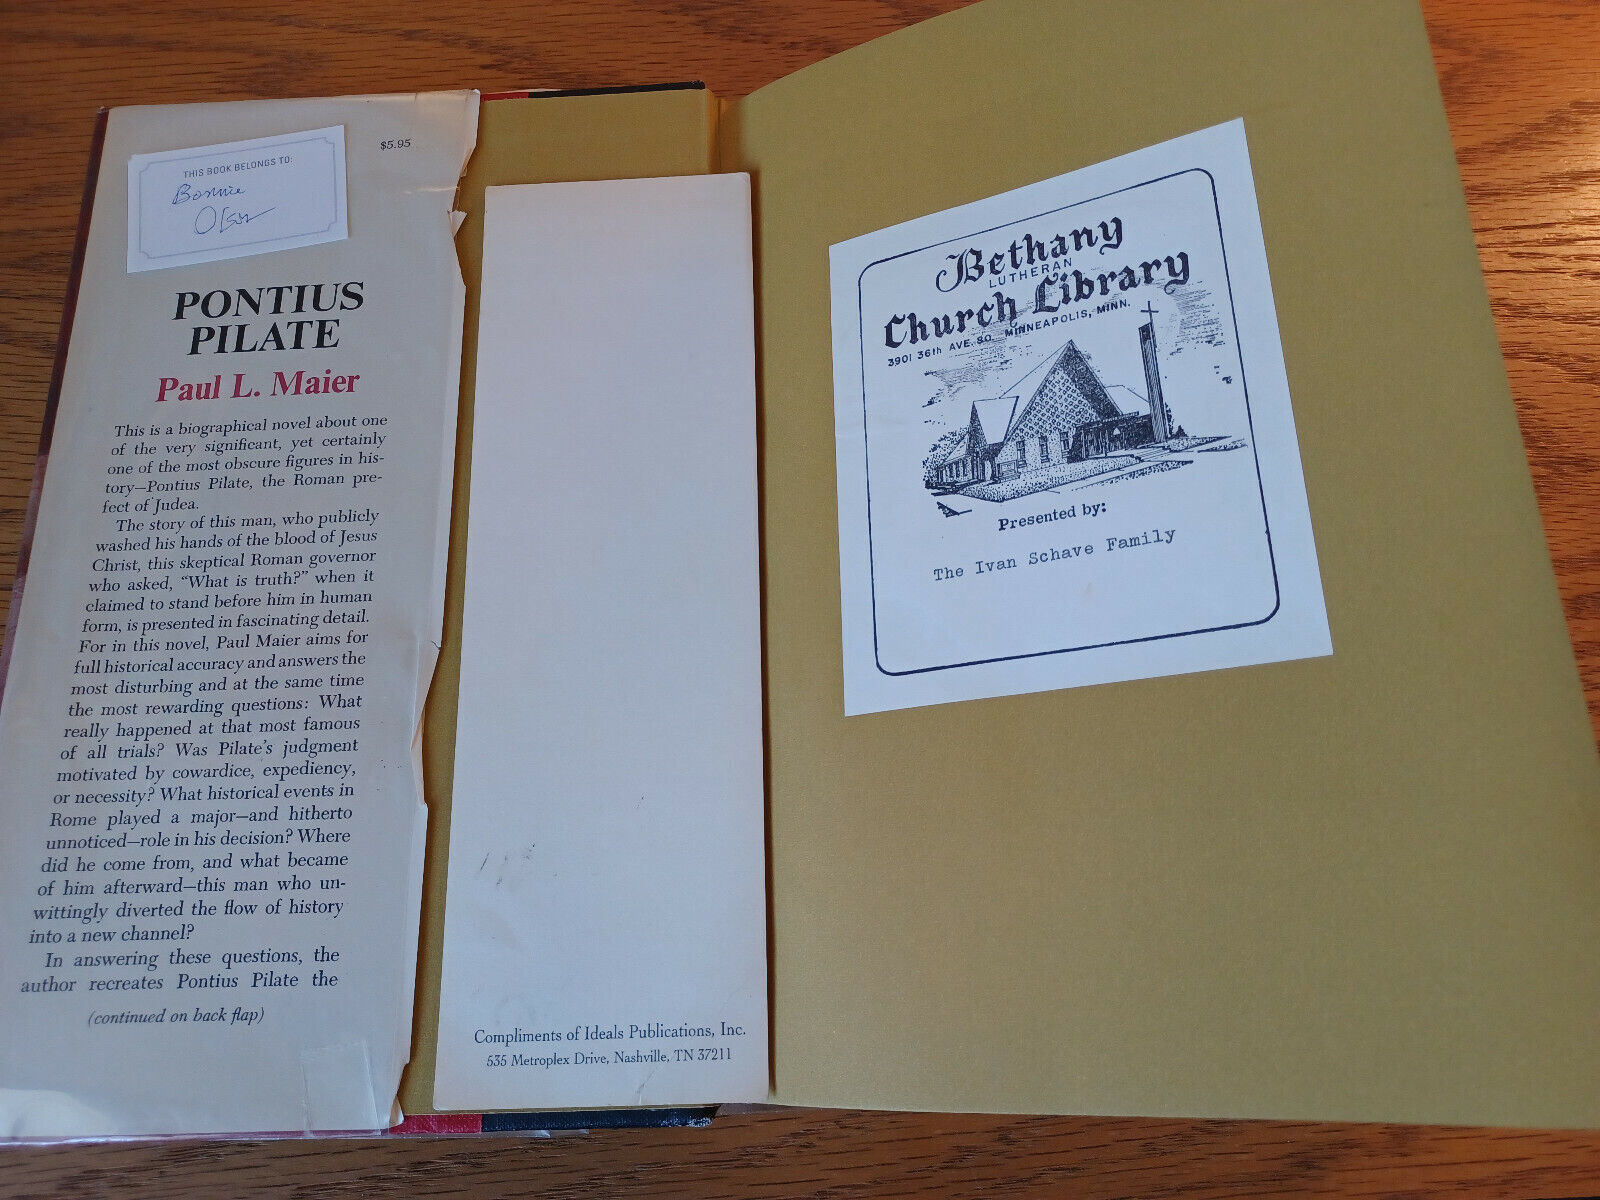 THIS BOOK BELONGS TO:
Bonnie
Olson
$5.95
PONTIUS
PILATE
Paul L. Maier
This is a biographical novel about one
of the very significant, yet certainly
one of the most obscure figures in his-
tory—Pontius Pilate, the Roman pre-
fect of Judea.
The story of this man, who publicly
washed his hands of the blood of Jesus
Christ, this skeptical Roman governor
who asked, “What is truth?” when it
claimed to stand before him in human
form, is presented in fascinating detail.
For in this novel, Paul Maier aims for
full historical accuracy and answers the
most disturbing and at the same time
the most rewarding questions: What
really happened at that most famous
of all trials? Was Pilate’s judgment
motivated by cowardice, expediency,
or necessity? What historical events in
Rome played a major—and hitherto
unnoticed—role in his decision? Where
did he come from, and what became
of him afterward—this man who un-
wittingly diverted the flow of history
into a new channel?
In answering these questions, the
author recreates Pontius Pilate the
(continued on back flap)
Compliments of Ideals Publications, Inc.
535 Metroplex Drive, Nashville, TN 37211
Bethany
LUTHERAN
Church Library
3901 36th AVE. SO. MINNEAPOLIS, MINN.
Presented by:
The Ivan Schave Family